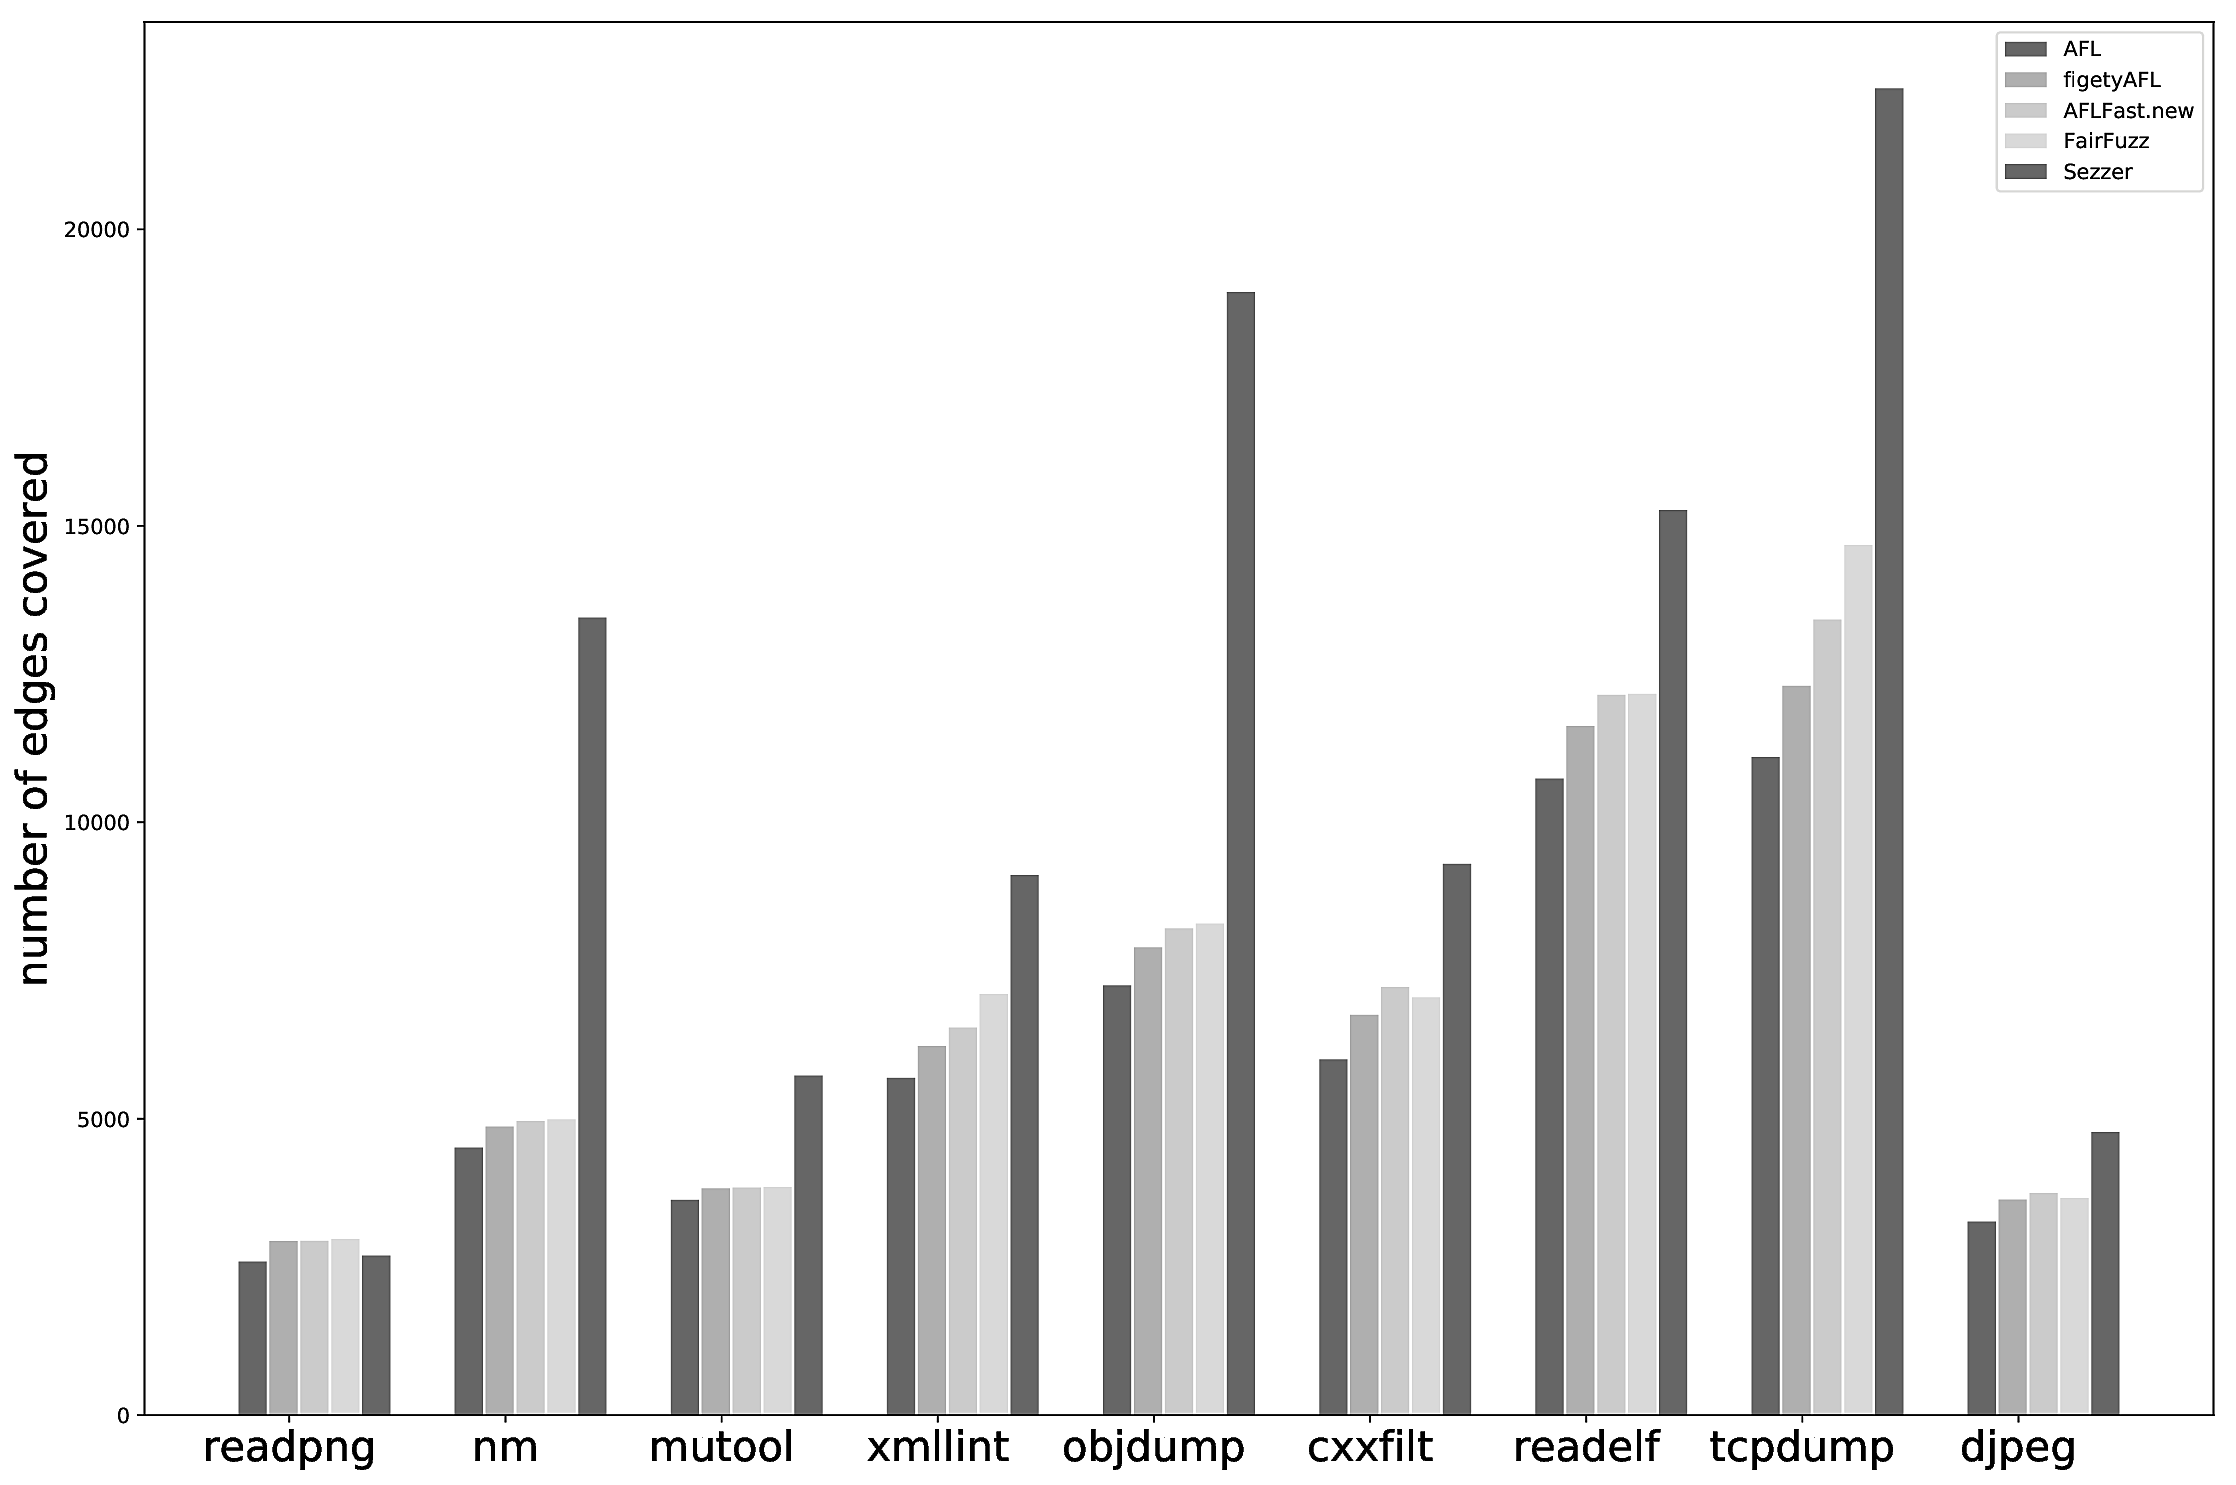 AFL
figetyAFL
AFLFast.new
FairFuzz
Sezzer
number of edges covered
20000
15000
10000
5000
0
readpng nm mutool xmllint objdump cxxfilt readelf tcpdump djpeg